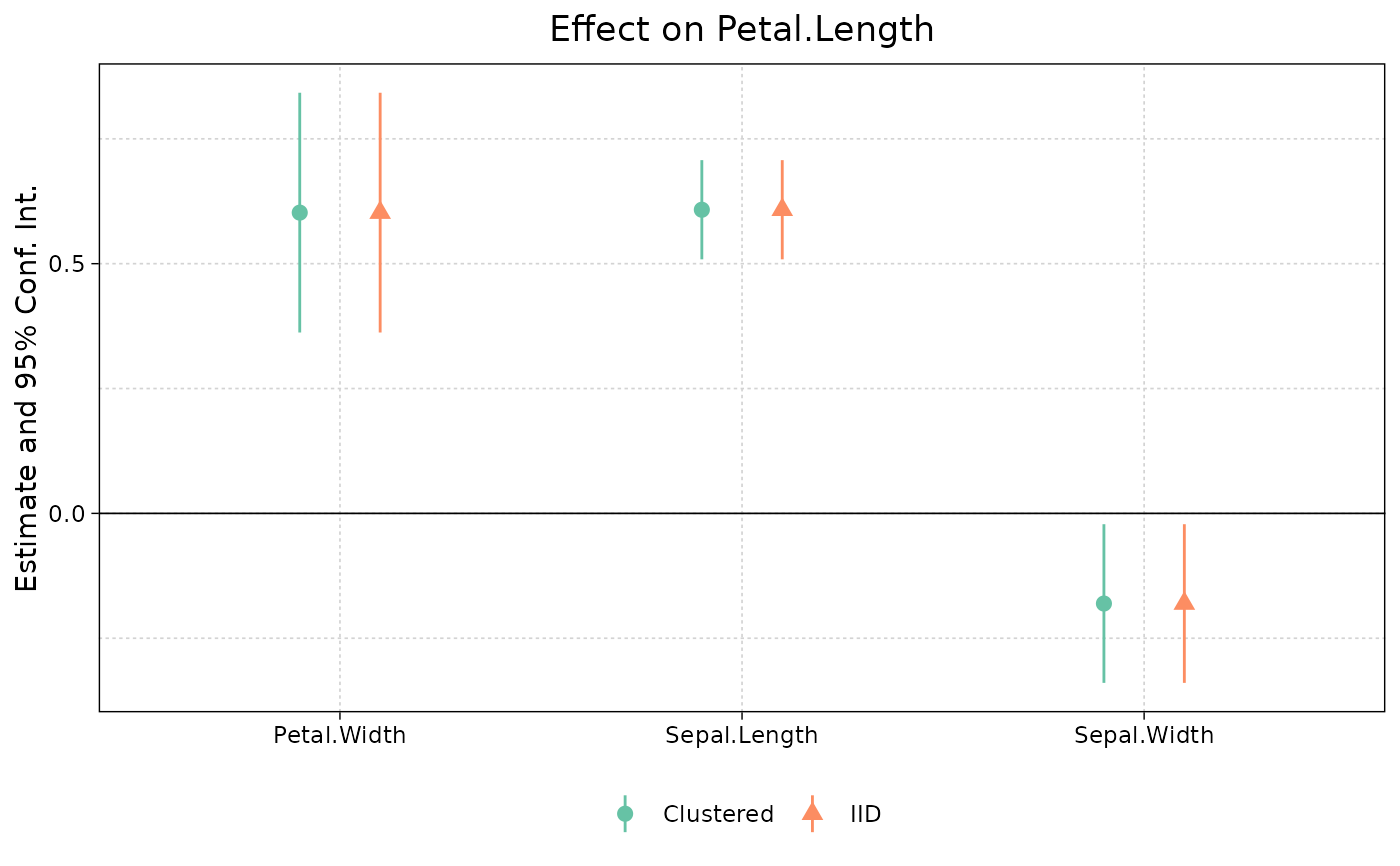 Effect on Petal.Length
Estimate and 95% Conf. Int.
0.5
0.0
Petal.Width Sepal.Length Sepal.Width
Clustered IID